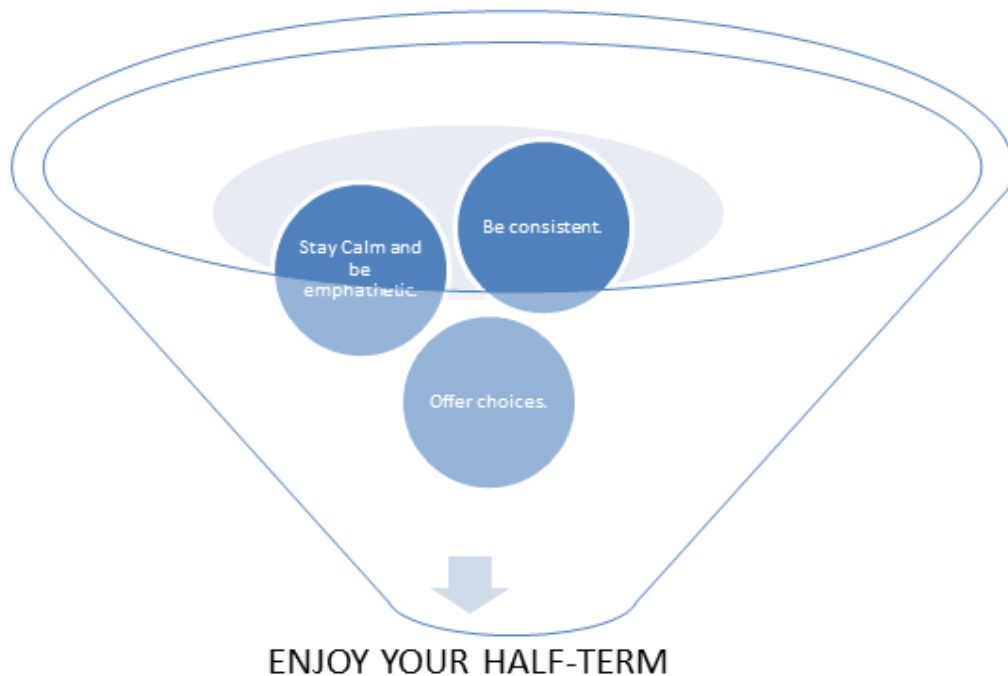 Be consistent.
Stay Calm and
be
emphathetic.
Offer choices.
ENJOY YOUR HALF-TERM